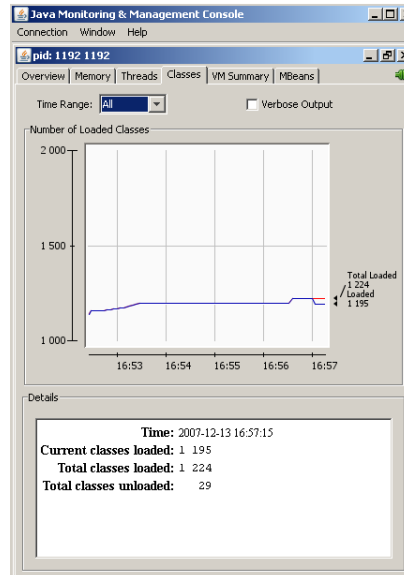 Java Monitoring & Management Console
Connection Window Help
pid: 1192 1192
Overview Memory Threads Classes VM Summary MBeans
Time Range: All Verbose Output
Number of Loaded Classes
2 000
1 500
1 000
Total Loaded
1 224
Loaded
1 195
16:53 16:54 16:55 16:56 16:57
Details
Time: 2007-12-13 16:57:15
Current classes loaded: 1 195
Total classes loaded: 1 224
Total classes unloaded: 29